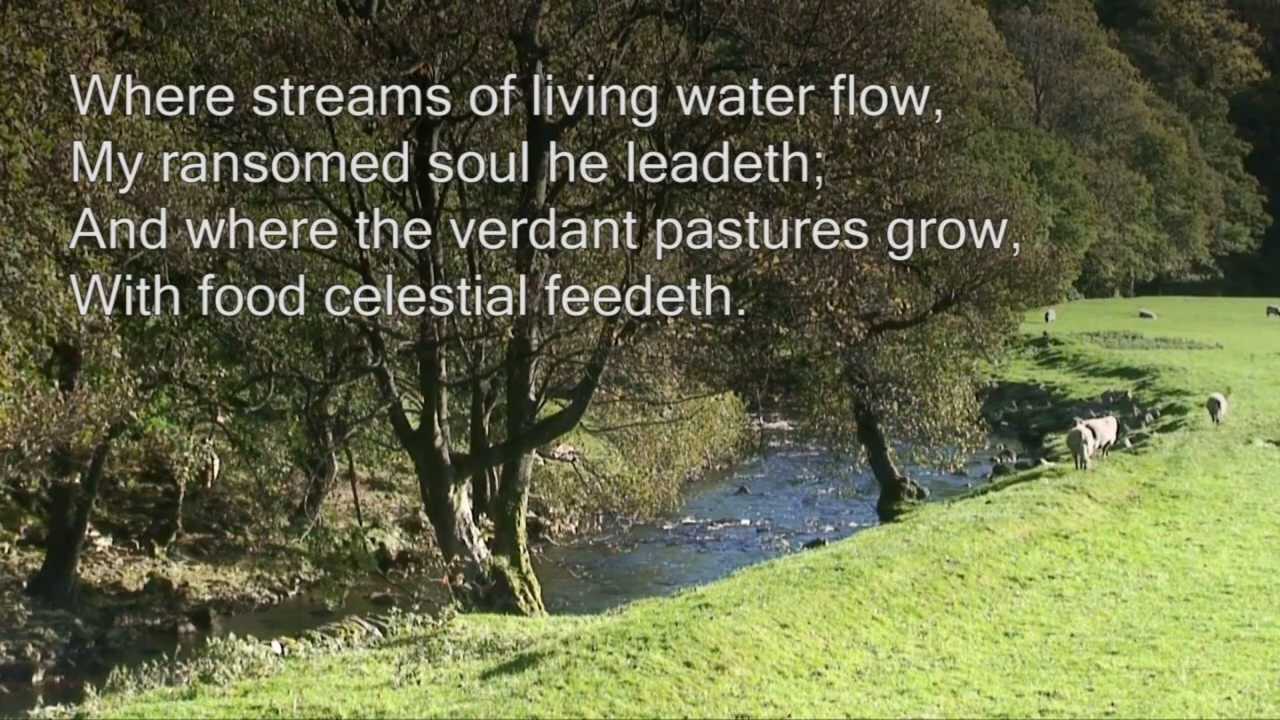 Where streams of living water flow,
My ransomed soul he leadeth;
And where the verdant pastures grow,
With food celestial feedeth.